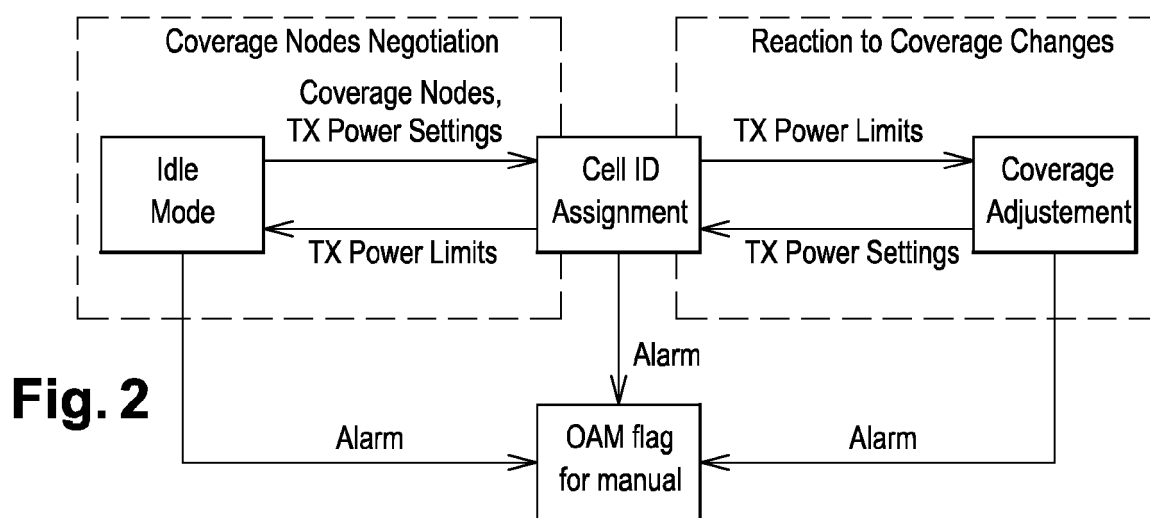 Coverage Nodes Negotiation
Reaction to Coverage Changes
Coverage Nodes,
TX Power Settings
TX Power Limits
Idle
Mode
Cell ID
Assignment
Coverage
Adjustement
TX Power Limits
TX Power Settings
Alarm
Fig. 2
Alarm
OAM flag
for manual
Alarm